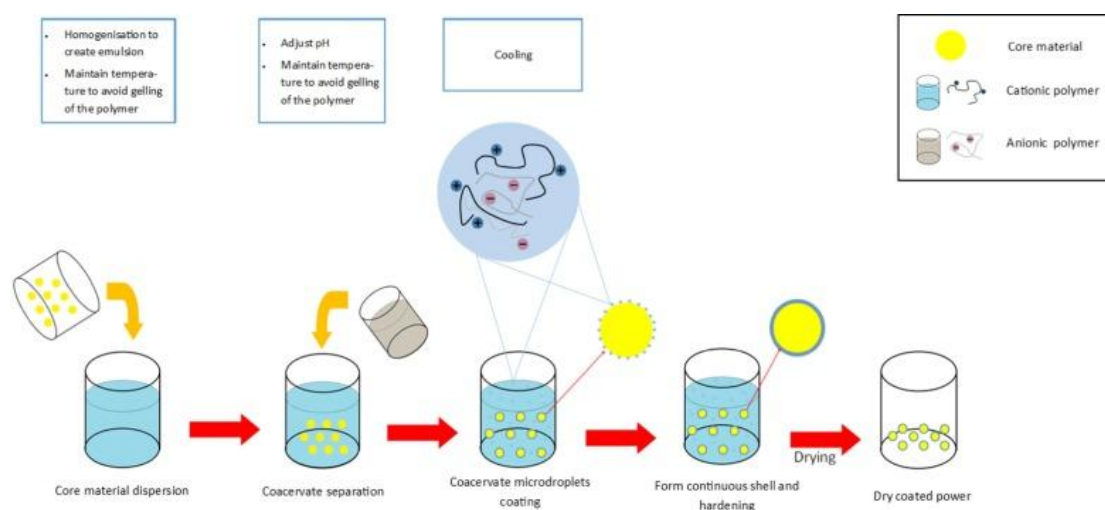 • Homogenisation to
create emulsion
• Maintain tempera-
ture to avoid gelling
of the polymer
• Adjust pH
• Maintain tempera-
ture to avoid gelling
of the polymer
Cooling
Core material
Cationic polymer
Anionic polymer
+
+
+
+
−
−
−
Core material dispersion
Coacervate separation
Coacervate microdroplets
coating
Form continuous shell and
hardening
Drying
Dry coated power